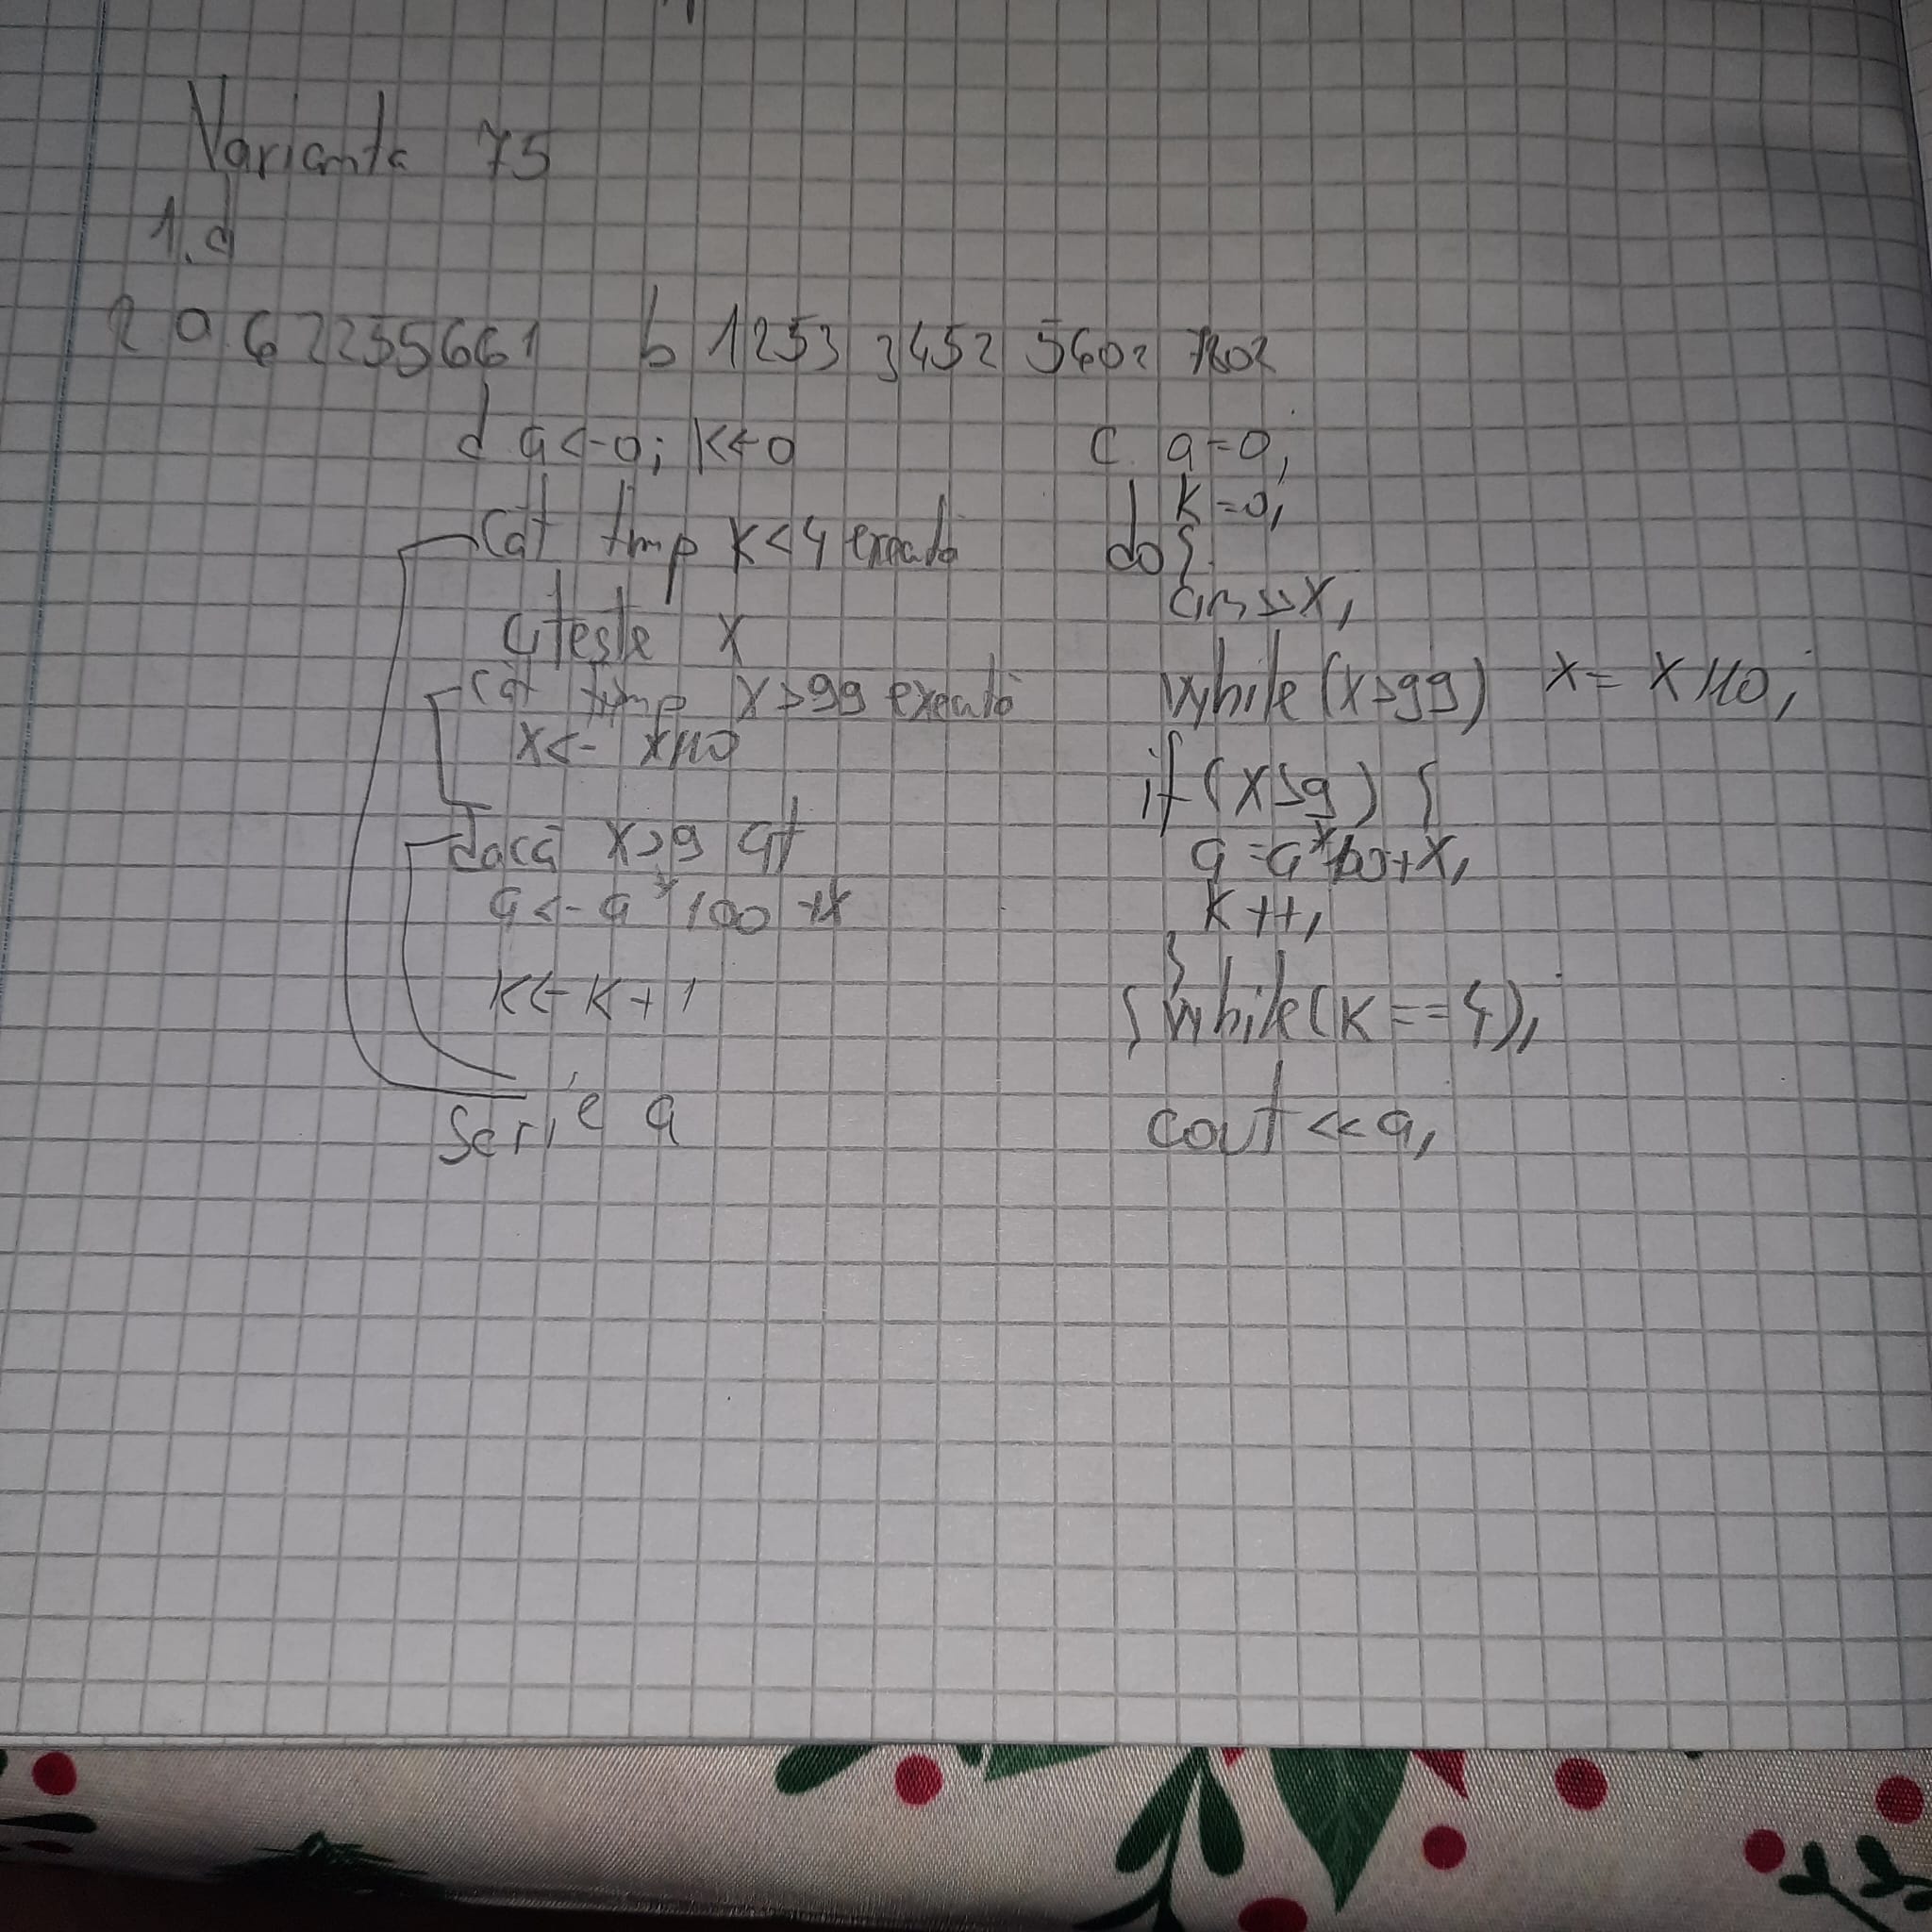 Varianta 75
1. d
2 a. 62255661 b 1253 3452 5602 7802
d a<-0; k<-0
cât timp k<4 execută
citește x
cât timp x>99 execută
x<- x/10
dacă x>9 at
a<-a*100+x
k<-k+1
scrie a
c. a=0;
k=0;
do{
cin>>x;
while(x>99) x=x/10;
if(x>9){
a=a*100+x;
k++;
}
}while(k==4);
cout<<a;